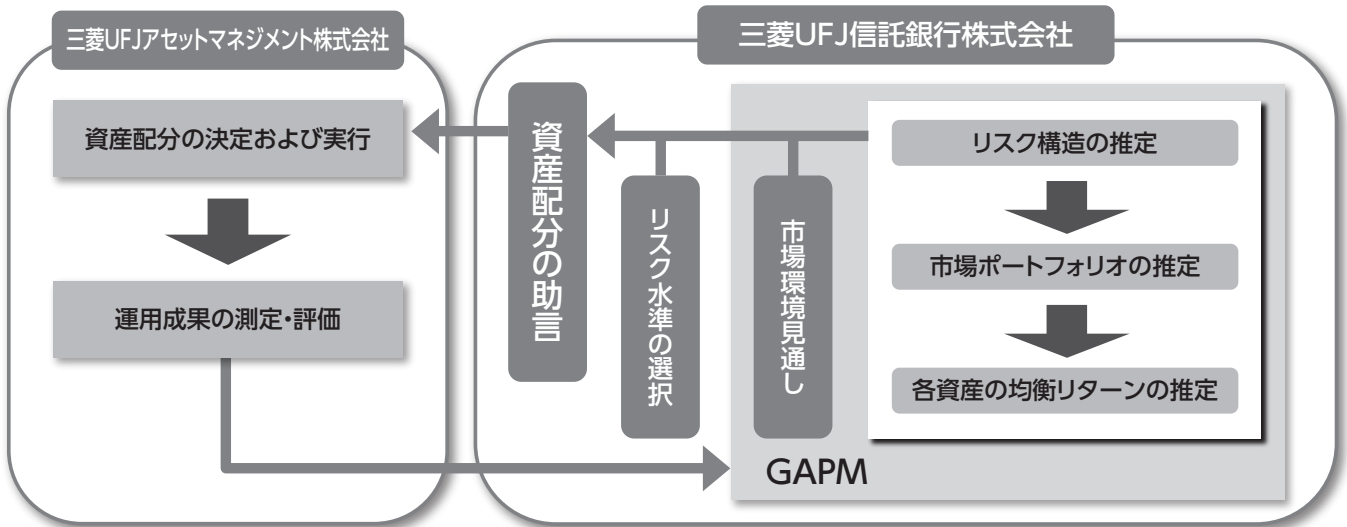 三菱UFJアセットマネジメント株式会社
資産配分の決定および実行
運用成果の測定・評価
三菱UFJ信託銀行株式会社
資産配分の助言
リスク水準の選択
市場環境見通し
リスク構造の推定
市場ポートフォリオの推定
各資産の均衡リターンの推定
GAPM